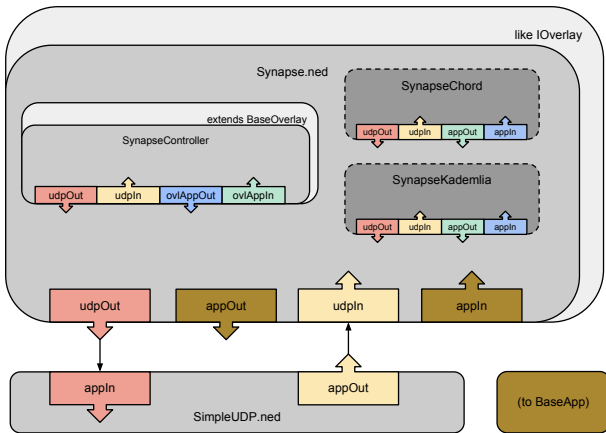 like IOverlay
Synapse.ned
SynapseChord
udpOut udpIn appOut appIn
extends BaseOverlay
SynapseController
udpOut udpIn ovlAppOut ovlAppIn
SynapseKademlia
udpOut udpIn appOut appIn
udpOut appOut udpIn appIn
appIn appOut
SimpleUDP.ned
(to BaseApp)